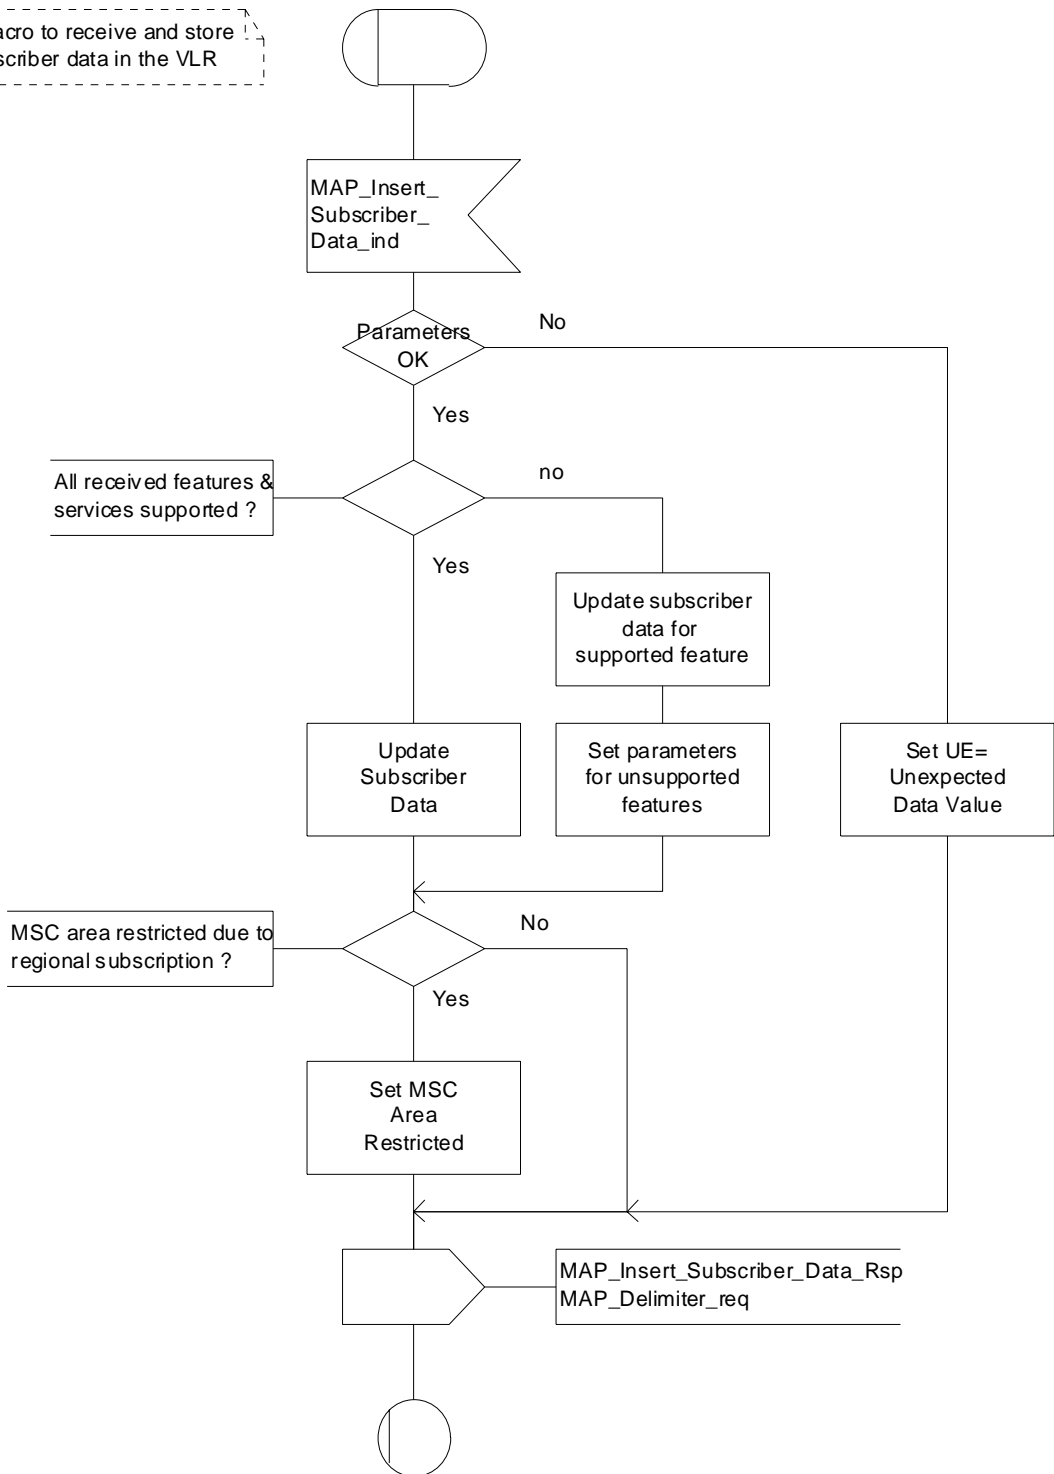 acro to receive and store
scriber data in the VLR
MAP_Insert_
Subscriber_
Data_ind
Parameters
OK
No
Yes
All received features &
services supported ?
no
Yes
Update subscriber
data for
supported feature
Update
Subscriber
Data
Set parameters
for unsupported
features
Set UE=
Unexpected
Data Value
MSC area restricted due to
regional subscription ?
No
Yes
Set MSC
Area
Restricted
MAP_Insert_Subscriber_Data_Rsp
MAP_Delimiter_req